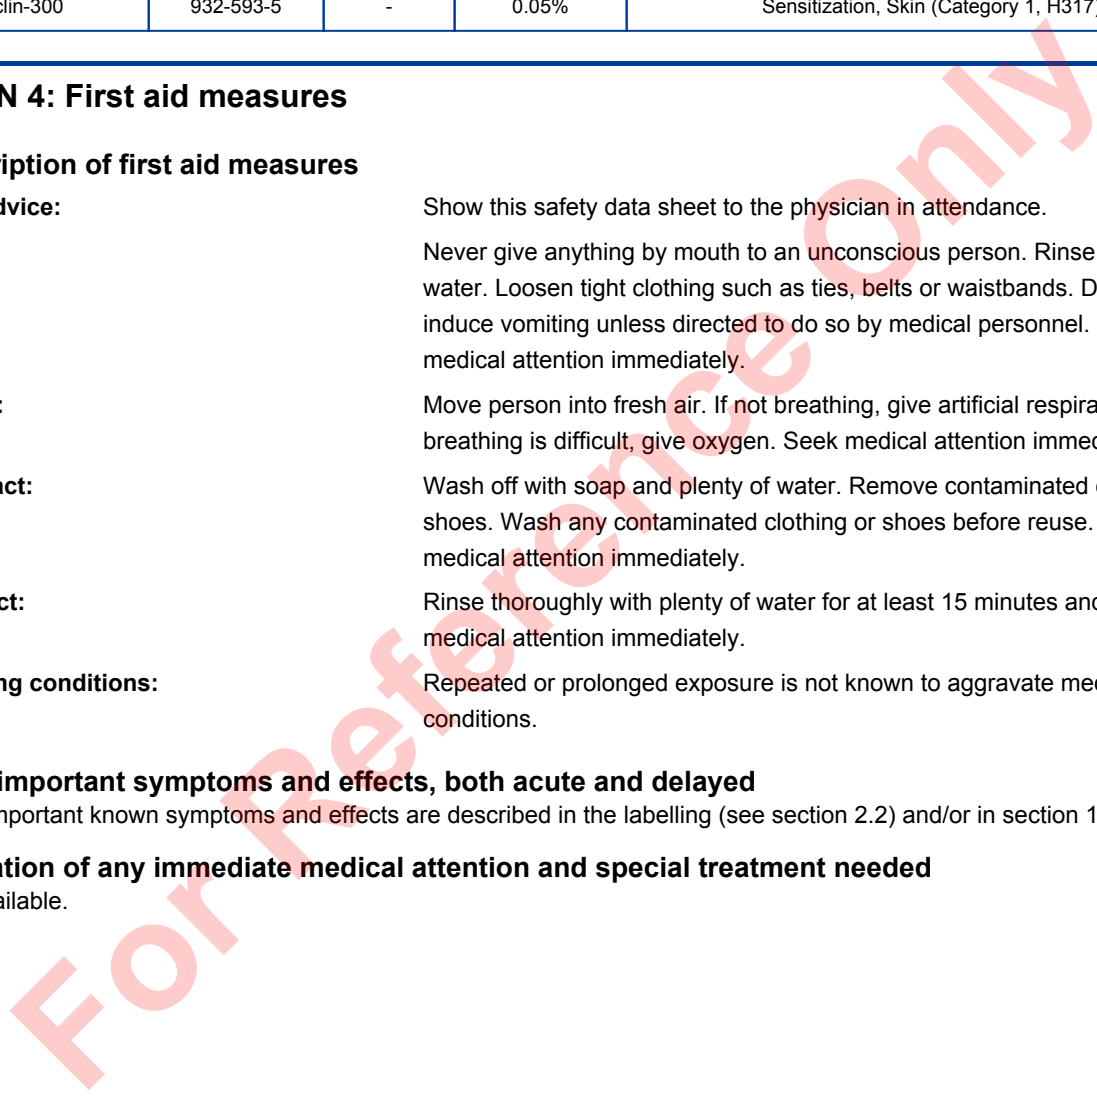 clin-300 932-593-5 - 0.05% Sensitization, Skin (Category 1, H317)
N 4: First aid measures
ription of first aid measures
dvice: Show this safety data sheet to the physician in attendance.
Never give anything by mouth to an unconscious person. Rinse
water. Loosen tight clothing such as ties, belts or waistbands. D
induce vomiting unless directed to do so by medical personnel.
medical attention immediately.
: Move person into fresh air. If not breathing, give artificial respira
breathing is difficult, give oxygen. Seek medical attention immed
act: Wash off with soap and plenty of water. Remove contaminated c
shoes. Wash any contaminated clothing or shoes before reuse.
medical attention immediately.
ct: Rinse thoroughly with plenty of water for at least 15 minutes and
medical attention immediately.
ng conditions: Repeated or prolonged exposure is not known to aggravate med
conditions.
important symptoms and effects, both acute and delayed
mportant known symptoms and effects are described in the labelling (see section 2.2) and/or in section 1
ation of any immediate medical attention and special treatment needed
ailable.
For Reference Only